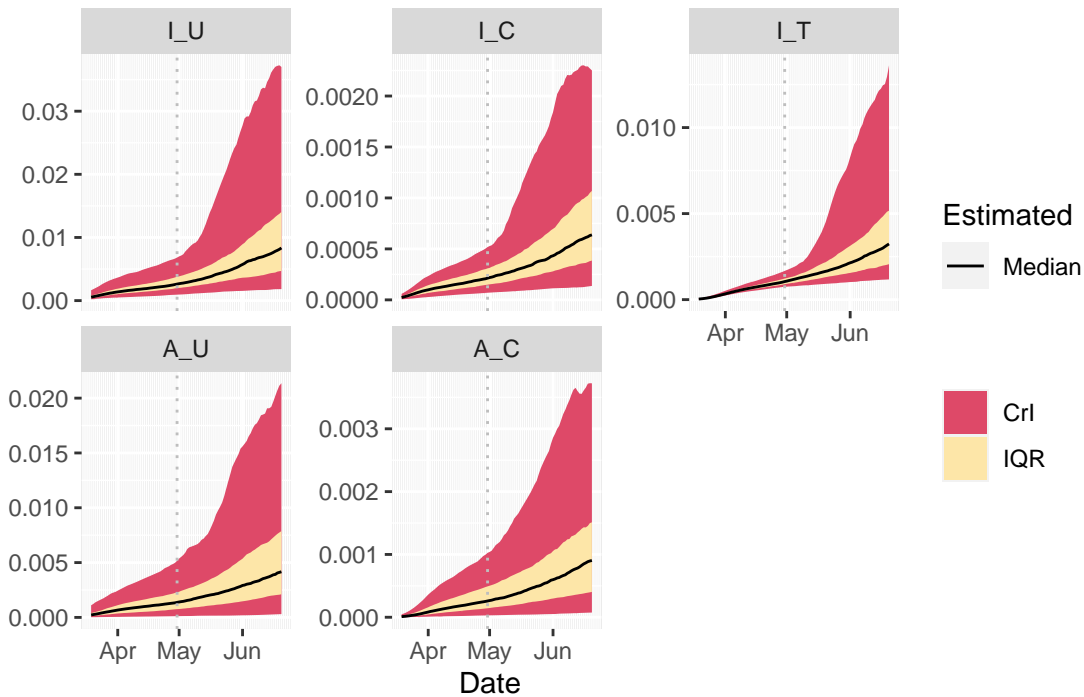 I_U
I_C
I_T
0.03
0.02
0.01
0.00
0.0020
0.0015
0.0010
0.0005
0.0000
0.010
0.005
0.000
Apr May Jun
A_U
A_C
0.020
0.015
0.010
0.005
0.000
0.003
0.002
0.001
0.000
Apr May Jun
Apr May Jun
Date
Estimated
Median
CrI
IQR